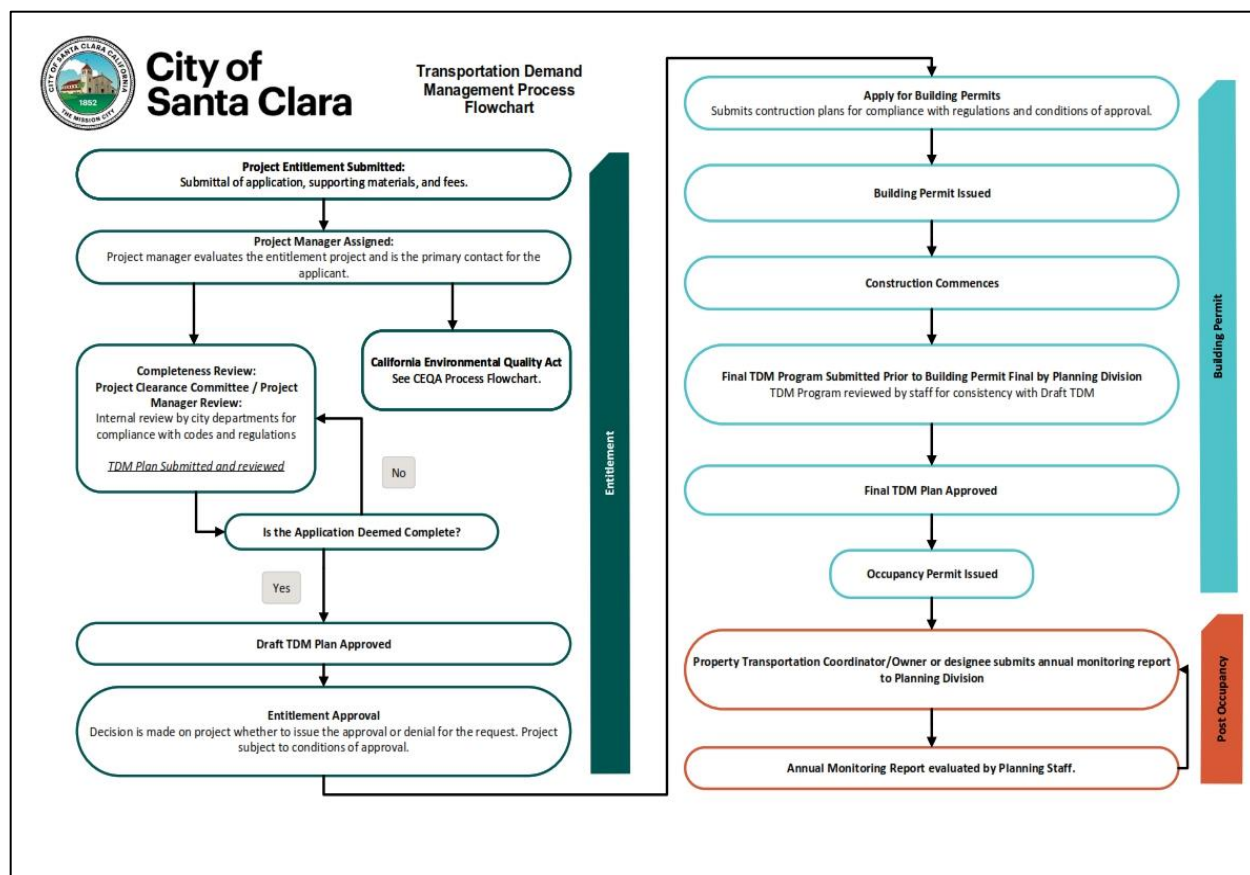 CITY OF SANTA CLARA CALIFORNIA
1852
THE MISSION CITY
City of
Santa Clara
Transportation Demand
Management Process
Flowchart
Project Entitlement Submitted:
Submittal of application, supporting materials, and fees.
Project Manager Assigned:
Project manager evaluates the entitlement project and is the primary contact for the
applicant.
Completeness Review:
Project Clearance Committee / Project
Manager Review:
Internal review by city departments for
compliance with codes and regulations
TDM Plan Submitted and reviewed
California Environmental Quality Act
See CEQA Process Flowchart.
No
Is the Application Deemed Complete?
Yes
Draft TDM Plan Approved
Entitlement Approval
Decision is made on project whether to issue the approval or denial for the request. Project
subject to conditions of approval.
Entitlement
Apply for Building Permits
Submits contruction plans for compliance with regulations and conditions of approval.
Building Permit Issued
Construction Commences
Final TDM Program Submitted Prior to Building Permit Final by Planning Division
TDM Program reviewed by staff for consistency with Draft TDM
Final TDM Plan Approved
Occupancy Permit Issued
Building Permit
Property Transportation Coordinator/Owner or designee submits annual monitoring report
to Planning Division
Annual Monitoring Report evaluated by Planning Staff.
Post Occupancy